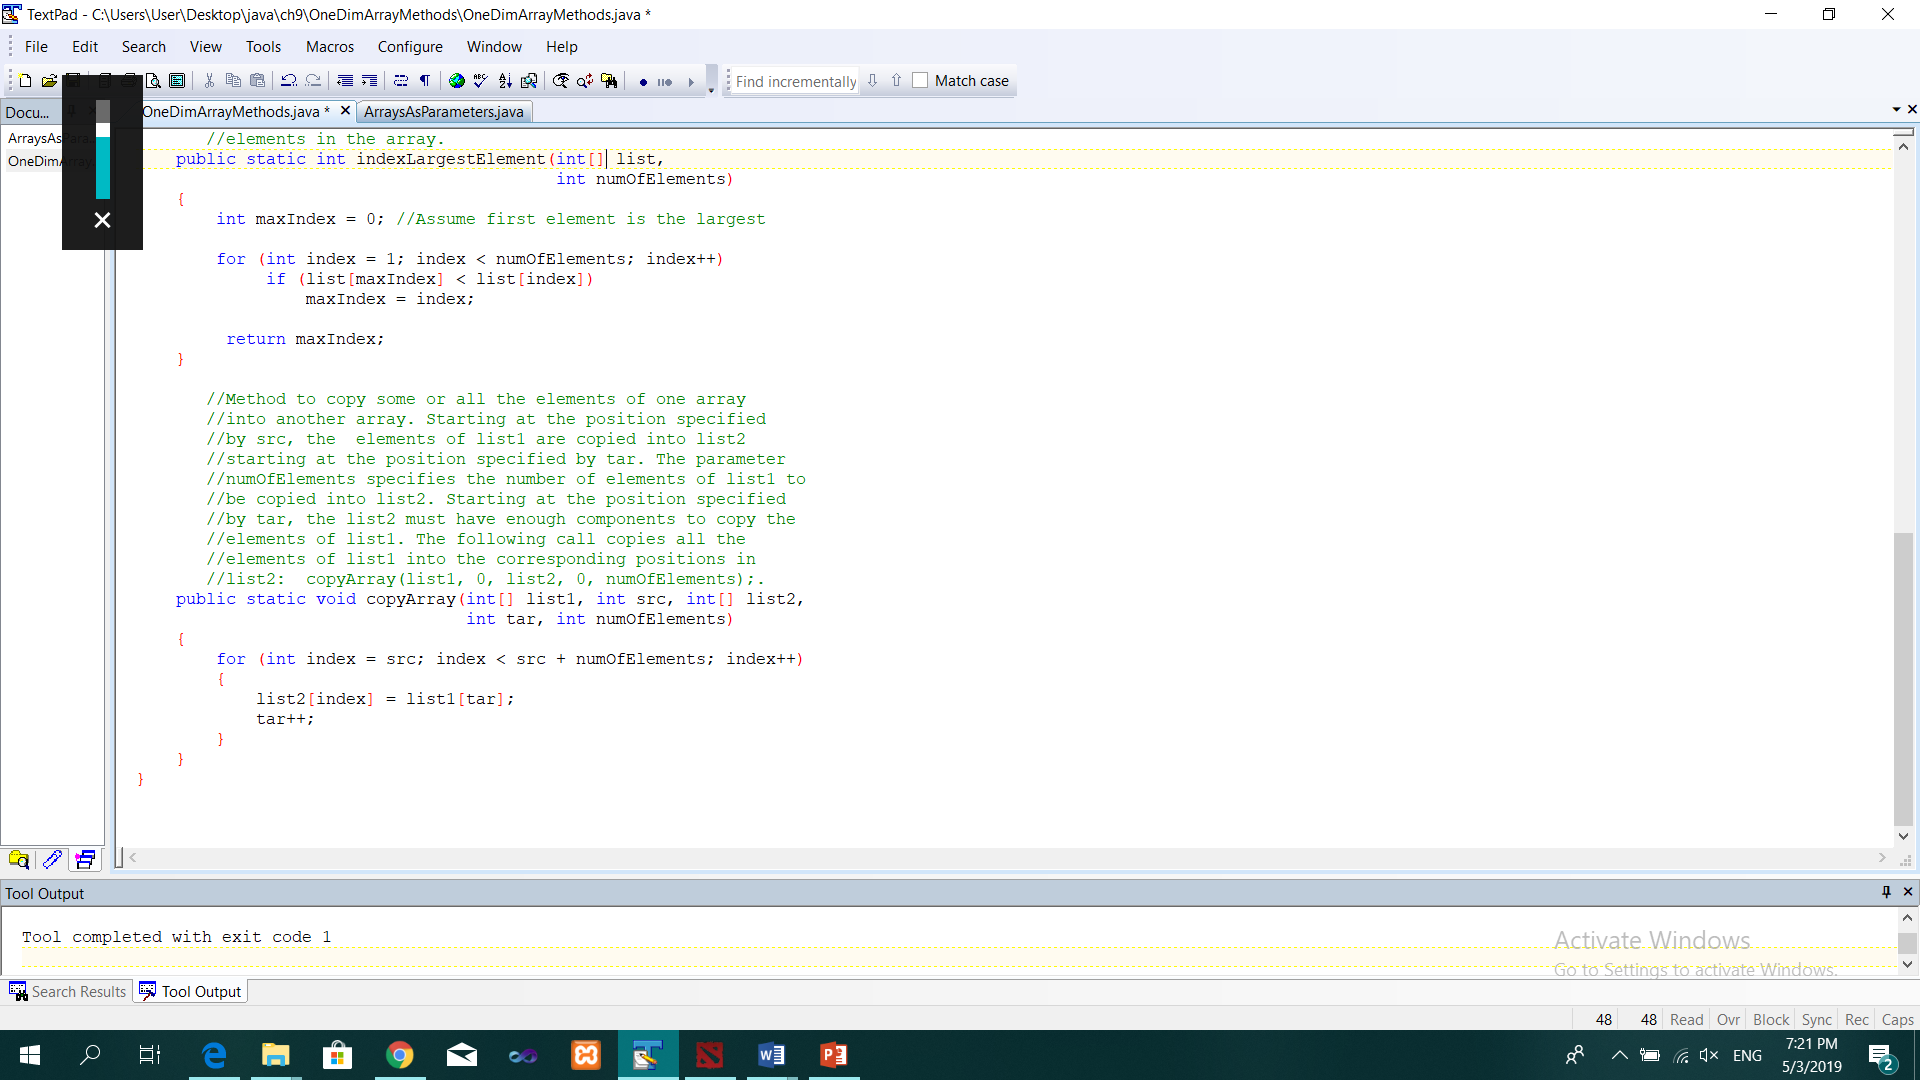 TextPad - C:\Users\User\Desktop\java\ch9\OneDimArrayMethods\OneDimArrayMethods.java *
File Edit Search View Tools Macros Configure Window Help
Find incrementally Match case
Docu...
OneDimArrayMethods.java * ArraysAsParameters.java
ArraysAs
OneDim
//elements in the array.
public static int indexLargestElement(int[] list,
int numOfElements)
{
int maxIndex = 0; //Assume first element is the largest
for (int index = 1; index < numOfElements; index++)
if (list[maxIndex] < list[index])
maxIndex = index;
return maxIndex;
}
//Method to copy some or all the elements of one array
//into another array. Starting at the position specified
//by src, the  elements of list1 are copied into list2
//starting at the position specified by tar. The parameter
//numOfElements specifies the number of elements of list1 to
//be copied into list2. Starting at the position specified
//by tar, the list2 must have enough components to copy the
//elements of list1. The following call copies all the
//elements of list1 into the corresponding positions in
//list2:  copyArray(list1, 0, list2, 0, numOfElements);.
public static void copyArray(int[] list1, int src, int[] list2,
int tar, int numOfElements)
{
for (int index = src; index < src + numOfElements; index++)
{
list2[index] = list1[tar];
tar++;
}
}
}
Tool Output
Tool completed with exit code 1
Activate Windows
Go to Settings to activate Windows.
Search Results Tool Output
48 48 Read Ovr Block Sync Rec Caps
ENG 7:21 PM
5/3/2019
2